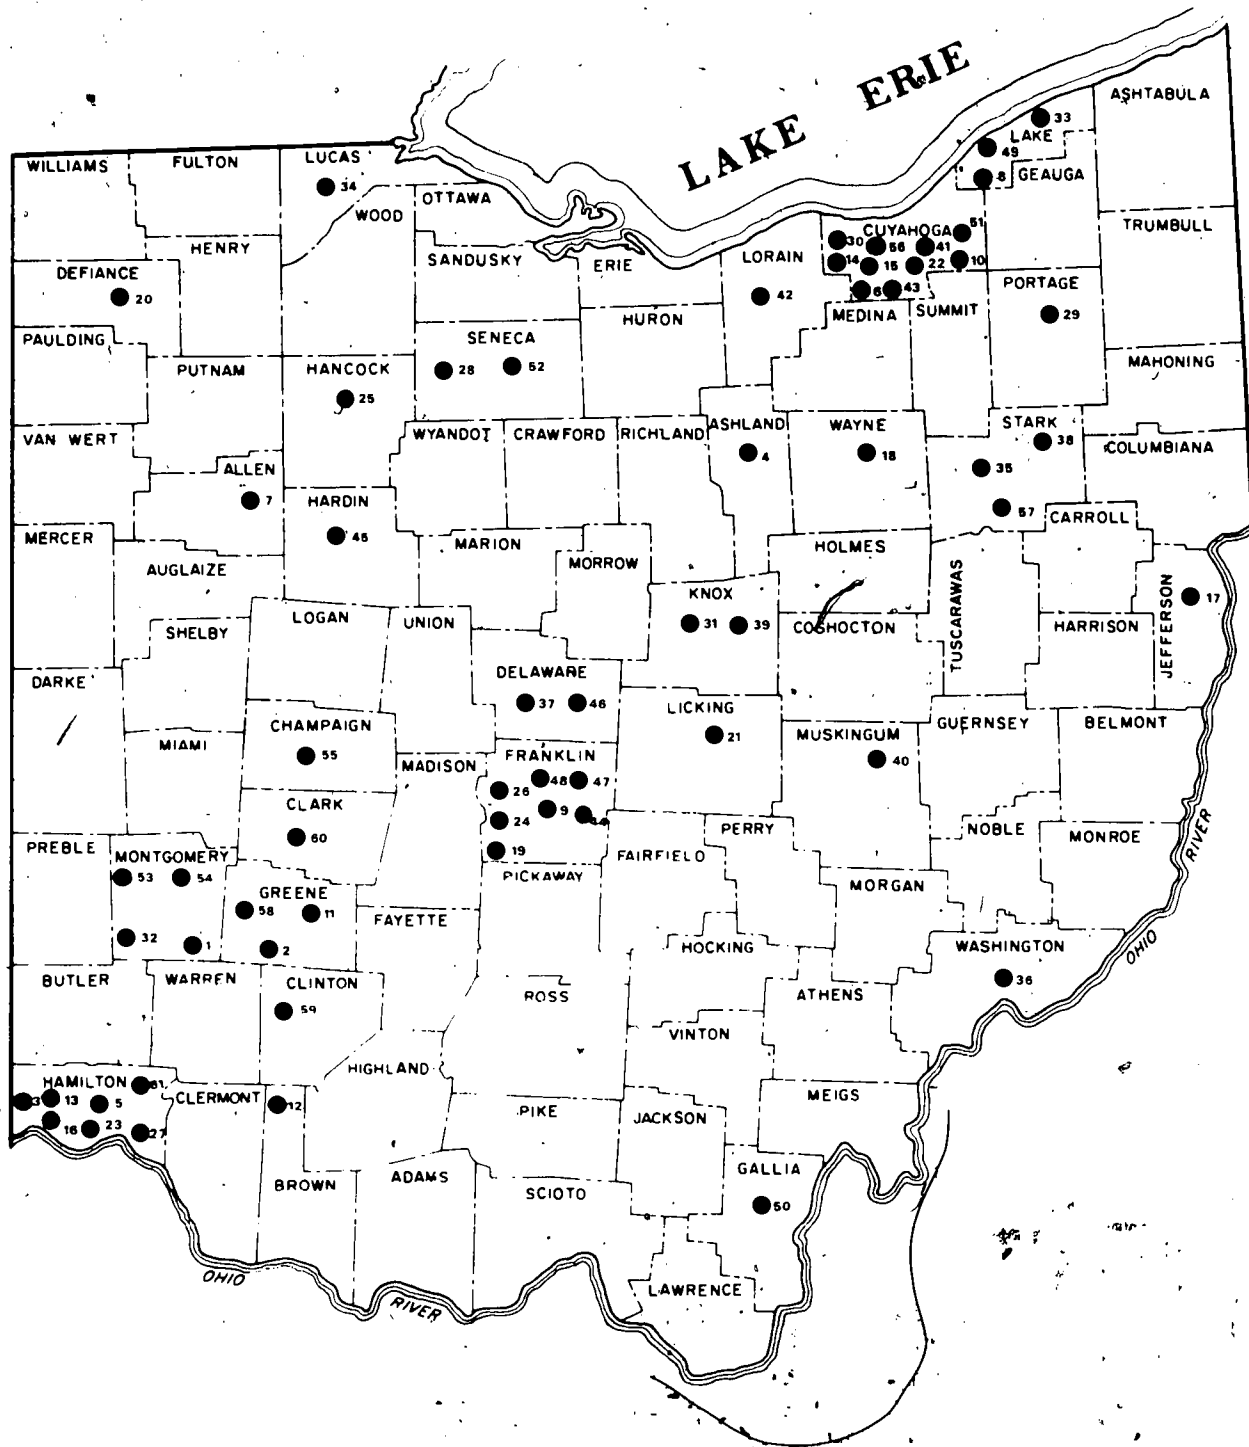 LAKE ERIE
ASHTABULA
33
LAKE
49
8
GEAUGA
WILLIAMS
FULTON
LUCAS
34
WOOD
OTTAWA
TRUMBULL
CUYAHOGA
51
30
56
41
14
15
22
10
6
43
HENRY
SANDUSKY
ERIE
LORAIN
42
DEFIANCE
20
PORTAGE
29
MEDINA
SUMMIT
HURON
PAULDING
SENECA
28
52
MAHONING
PUTNAM
HANCOCK
25
VAN WERT
WYANDOT
CRAWFORD
RICHLAND
ASHLAND
4
WAYNE
18
STARK
38
35
57
COLUMBIANA
ALLEN
7
HARDIN
45
CARROLL
MERCER
MARION
HOLMES
AUGLAIZE
MORROW
KNOX
31
39
TUSCARAWAS
JEFFERSON
17
LOGAN
UNION
SHELBY
COSHOCTON
HARRISON
DARKE
DELAWARE
37
46
LICKING
21
GUERNSEY
BELMONT
CHAMPAIGN
55
MIAMI
MUSKINGUM
40
FRANKLIN
48
47
26
9
44
24
19
MADISON
CLARK
60
PERRY
NOBLE
MONROE
PREBLE
MONTGOMERY
53
54
32
1
FAIRFIELD
PICKAWAY
MORGAN
GREENE
58
11
2
FAYETTE
HOCKING
WASHINGTON
36
OHIO RIVER
BUTLER
WARREN
CLINTON
59
ROSS
ATHENS
VINTON
HIGHLAND
HAMILTON
61
3
13
5
16
23
27
CLERMONT
12
PIKE
JACKSON
MEIGS
GALLIA
50
BROWN
ADAMS
SCIOTO
LAWRENCE
OHIO RIVER